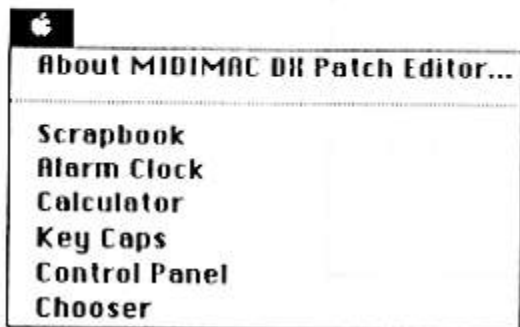 About MIDIMAC DX Patch Editor...
Scrapbook
Alarm Clock
Calculator
Key Caps
Control Panel
Chooser